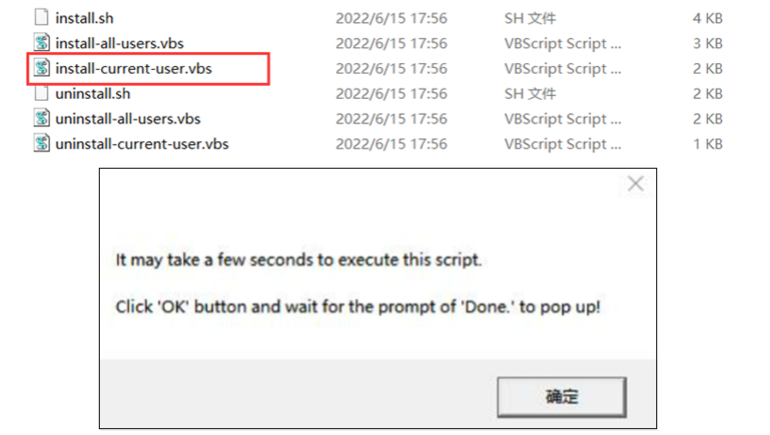 install.sh 2022/6/15 17:56 SH 文件 4 KB
install-all-users.vbs 2022/6/15 17:56 VBScript Script ... 3 KB
install-current-user.vbs 2022/6/15 17:56 VBScript Script ... 2 KB
uninstall.sh 2022/6/15 17:56 SH 文件 2 KB
uninstall-all-users.vbs 2022/6/15 17:56 VBScript Script ... 2 KB
uninstall-current-user.vbs 2022/6/15 17:56 VBScript Script ... 1 KB
It may take a few seconds to execute this script.
Click 'OK' button and wait for the prompt of 'Done.' to pop up!
确定